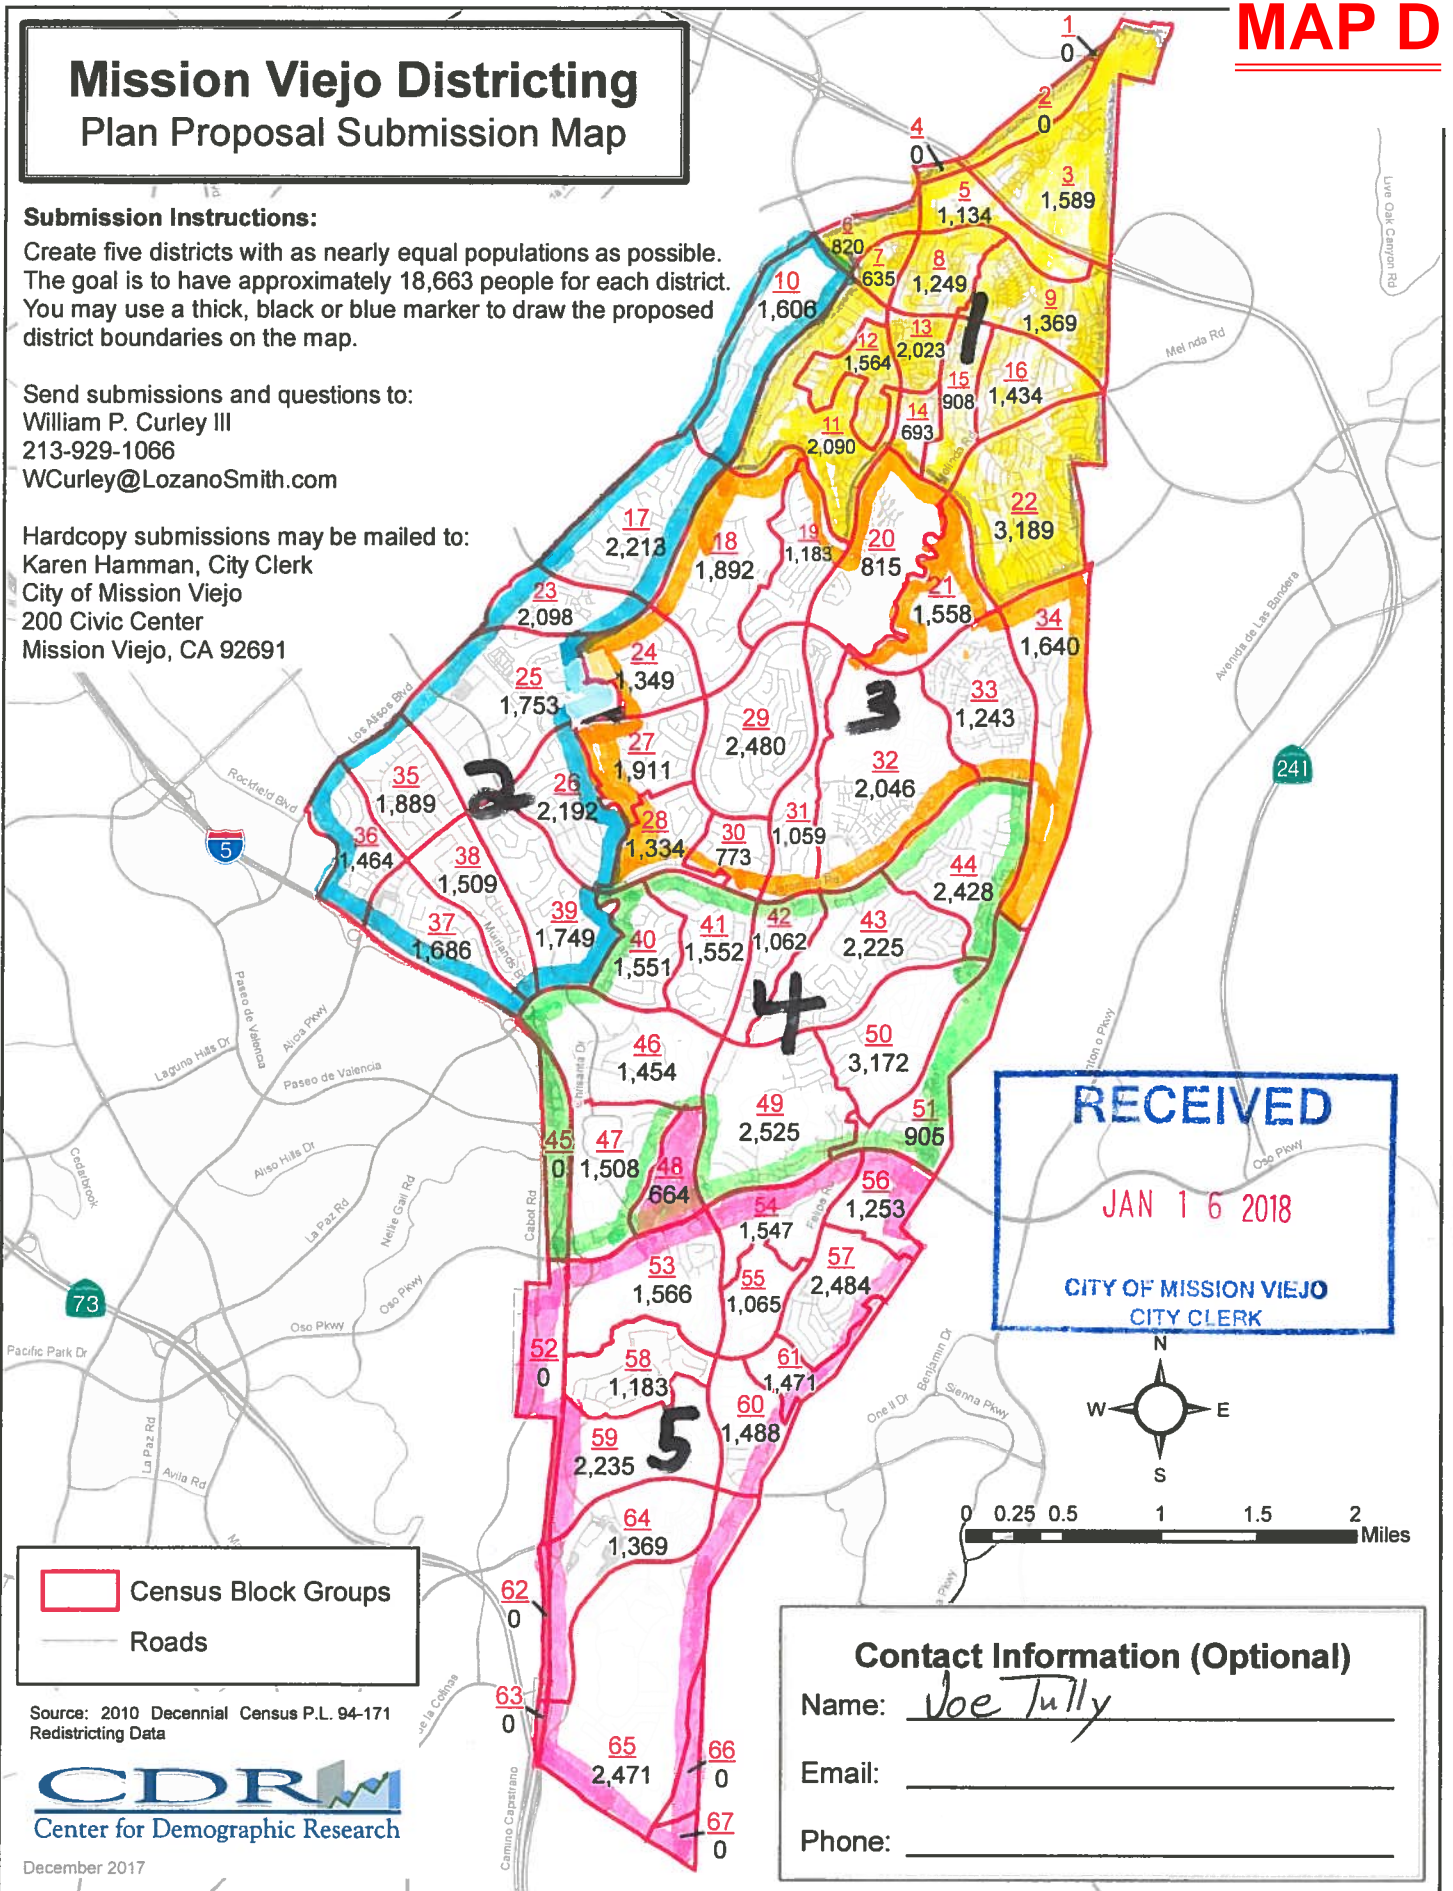 MAP D
Mission Viejo Districting
Plan Proposal Submission Map
Submission Instructions:
Create five districts with as nearly equal populations as possible.
The goal is to have approximately 18,663 people for each district.
You may use a thick, black or blue marker to draw the proposed
district boundaries on the map.
Send submissions and questions to:
William P. Curley III
213-929-1066
WCurley@LozanoSmith.com
Hardcopy submissions may be mailed to:
Karen Hamman, City Clerk
City of Mission Viejo
200 Civic Center
Mission Viejo, CA 92691
1
0
2
0
3
1,589
4
0
5
1,134
6
820
7
635
8
1,249
9
1,369
10
1,606
11
2,090
12
1,564
13
2,023
14
693
15
908
16
1,434
17
2,213
18
1,892
19
1,183
20
815
21
1,558
22
3,189
23
2,098
24
1,349
25
1,753
26
2,192
27
1,911
28
1,334
29
2,480
30
773
31
1,059
32
2,046
33
1,243
34
1,640
35
1,889
36
1,464
37
1,686
38
1,509
39
1,749
40
1,551
41
1,552
42
1,062
43
2,225
44
2,428
45
0
46
1,454
47
1,508
48
664
49
2,525
50
3,172
51
905
52
0
53
1,566
54
1,547
55
1,065
56
1,253
57
2,484
58
1,183
59
2,235
60
1,488
61
1,471
62
0
63
0
64
1,369
65
2,471
66
0
67
0
1
2
3
4
5
Live Oak Canyon Rd
Melinda Rd
Melinda Rd
Avenida de Las Bandera
241
Los Alisos Blvd
Rockfield Blvd
5
Muirlands B
Paseo de Valencia
Alicia Pkwy
Laguna Hills Dr
Paseo de Valencia
Chrisanta Dr
Cedarbrook
Aliso Hills Dr
La Paz Rd
Nellie Gail Rd
Cabot Rd
Oso Pkwy
Oso Pkwy
73
Pacific Park Dr
La Paz Rd
Avila Rd
Felipe Rd
Oso Pkwy
Benjamin Dr
Sienna Pkwy
Camino Capistrano
RECEIVED
JAN 16 2018
CITY OF MISSION VIEJO
CITY CLERK
N
W E
S
0 0.25 0.5 1 1.5 2
Miles
Census Block Groups
Roads
Source: 2010 Decennial Census P.L. 94-171
Redistricting Data
CDR
Center for Demographic Research
December 2017
Contact Information (Optional)
Name: Joe Tully
Email:
Phone: